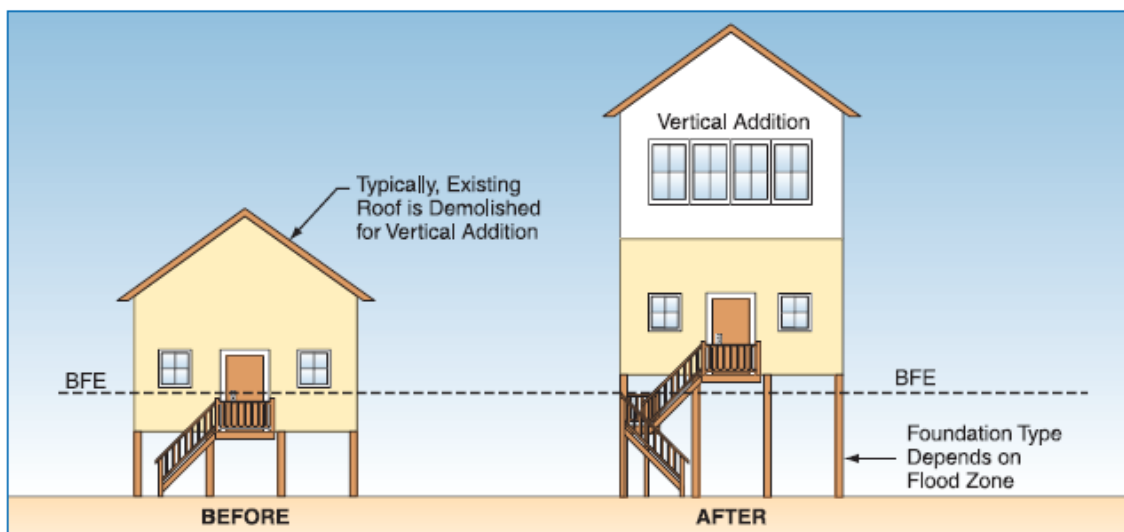 Vertical Addition
Typically, Existing
Roof is Demolished
for Vertical Addition
BFE
BFE
Foundation Type
Depends on
Flood Zone
BEFORE
AFTER